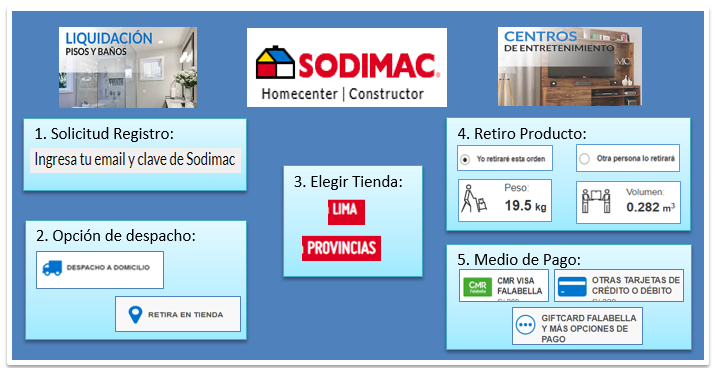 LIQUIDACIÓN
PISOS Y BAÑOS
SODIMAC®
Homecenter | Constructor
CENTROS
DE ENTRETENIMIENTO
1. Solicitud Registro:
Ingresa tu email y clave de Sodimac
2. Opción de despacho:
DESPACHO A DOMICILIO
RETIRA EN TIENDA
3. Elegir Tienda:
LIMA
PROVINCIAS
4. Retiro Producto:
Yo retiraré esta orden
Otra persona lo retirará
Peso:
19.5 kg
Volumen:
0.282 m³
5. Medio de Pago:
CMR
Falabella
CMR VISA
FALABELLA
OTRAS TARJETAS DE
CRÉDITO O DÉBITO
GIFTCARD FALABELLA
Y MÁS OPCIONES DE
PAGO